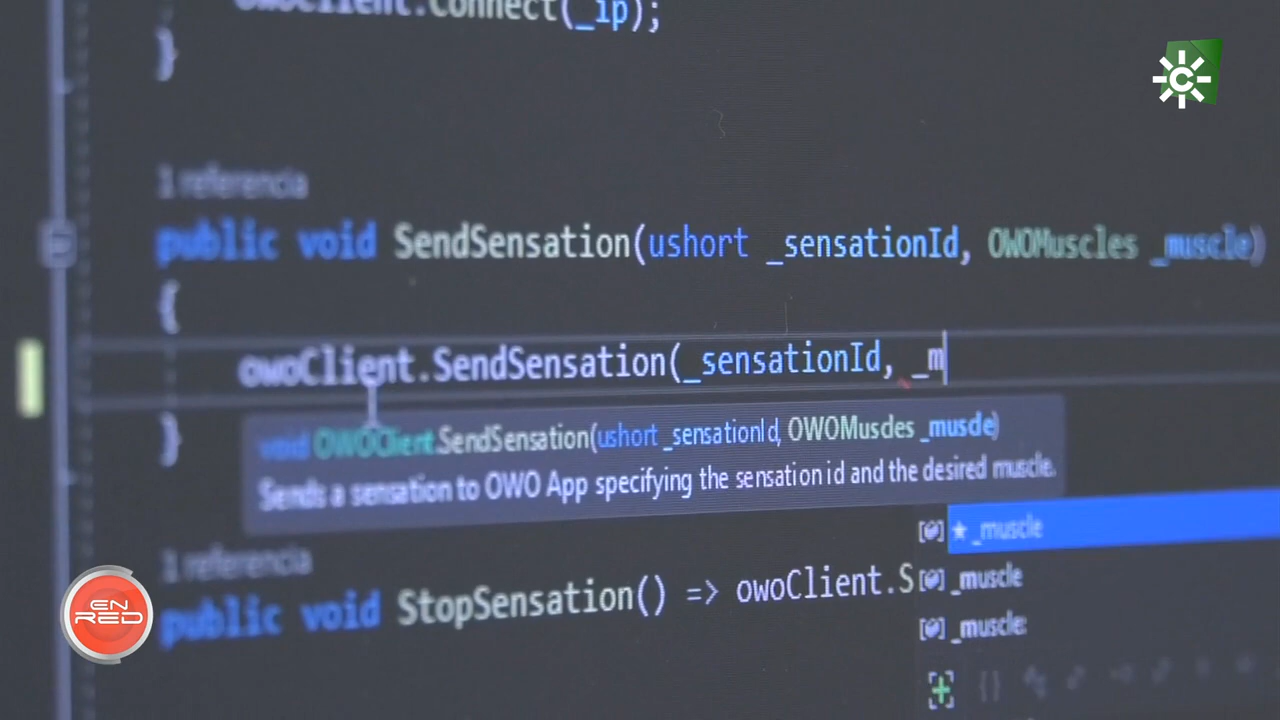 owoClient.Connect(_ip);
}
1 referencia
public void SendSensation(ushort _sensationId, OWOMuscles _muscle)
{
owoClient.SendSensation(_sensationId, _m
}
void OWOClient.SendSensation(ushort _sensationId, OWOMuscles _muscle)
Sends a sensation to OWO App specifying the sensation id and the desired muscle.
★ _muscle
_muscle
_muscle:
1 referencia
public void StopSensation() => owoClient.S
EN
RED
C